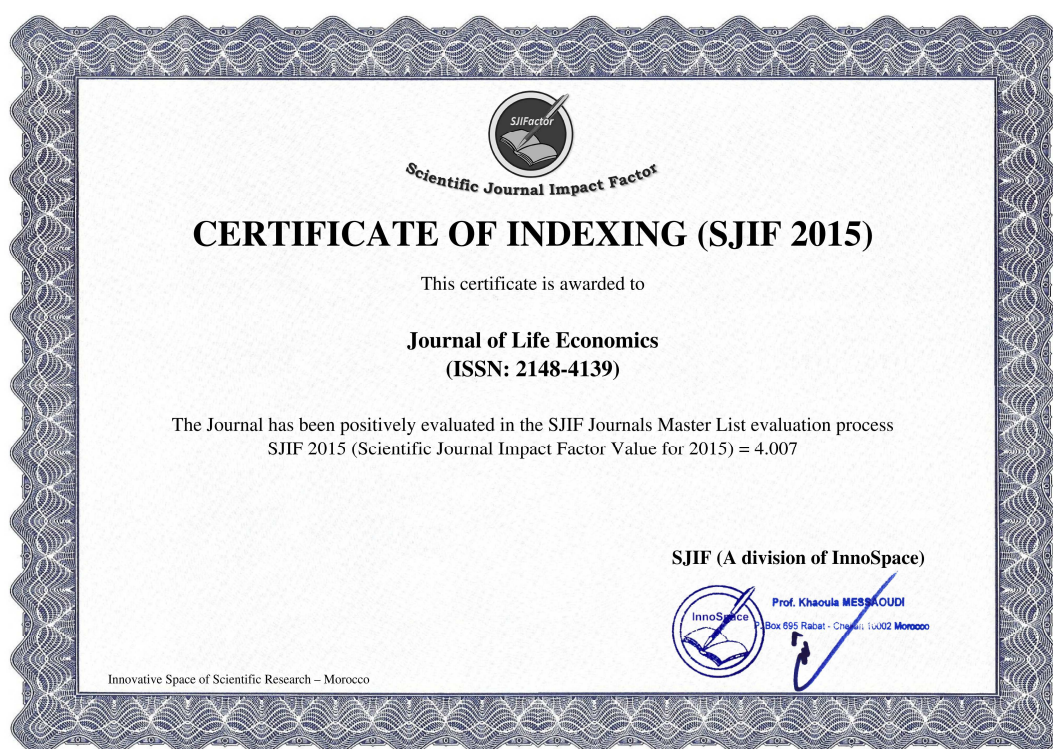 SJIFactor
Scientific Journal Impact Factor
CERTIFICATE OF INDEXING (SJIF 2015)
This certificate is awarded to
Journal of Life Economics
(ISSN: 2148-4139)
The Journal has been positively evaluated in the SJIF Journals Master List evaluation process
SJIF 2015 (Scientific Journal Impact Factor Value for 2015) = 4.007
SJIF (A division of InnoSpace)
InnoSpace
Prof. Khaoula MESSAOUDI
Box 695 Rabat - 10002 Morocco
Innovative Space of Scientific Research – Morocco